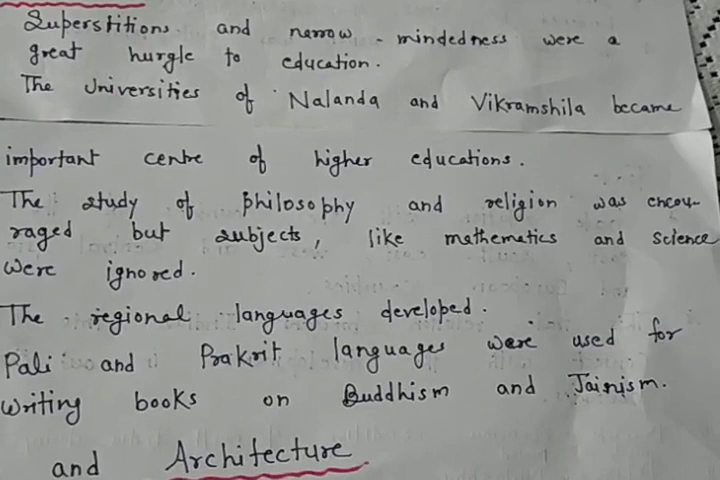 Superstitions and narrow - mindedness were a
great hurgle to education.
The Universities of Nalanda and Vikramshila became
important centre of higher educations.
The study of philosophy and religion was encou-
raged but subjects, like mathematics and science
were ignored.
The regional languages developed.
Pali and Prakrit languages were used for
writing books on Buddhism and Jainism.
and Architecture